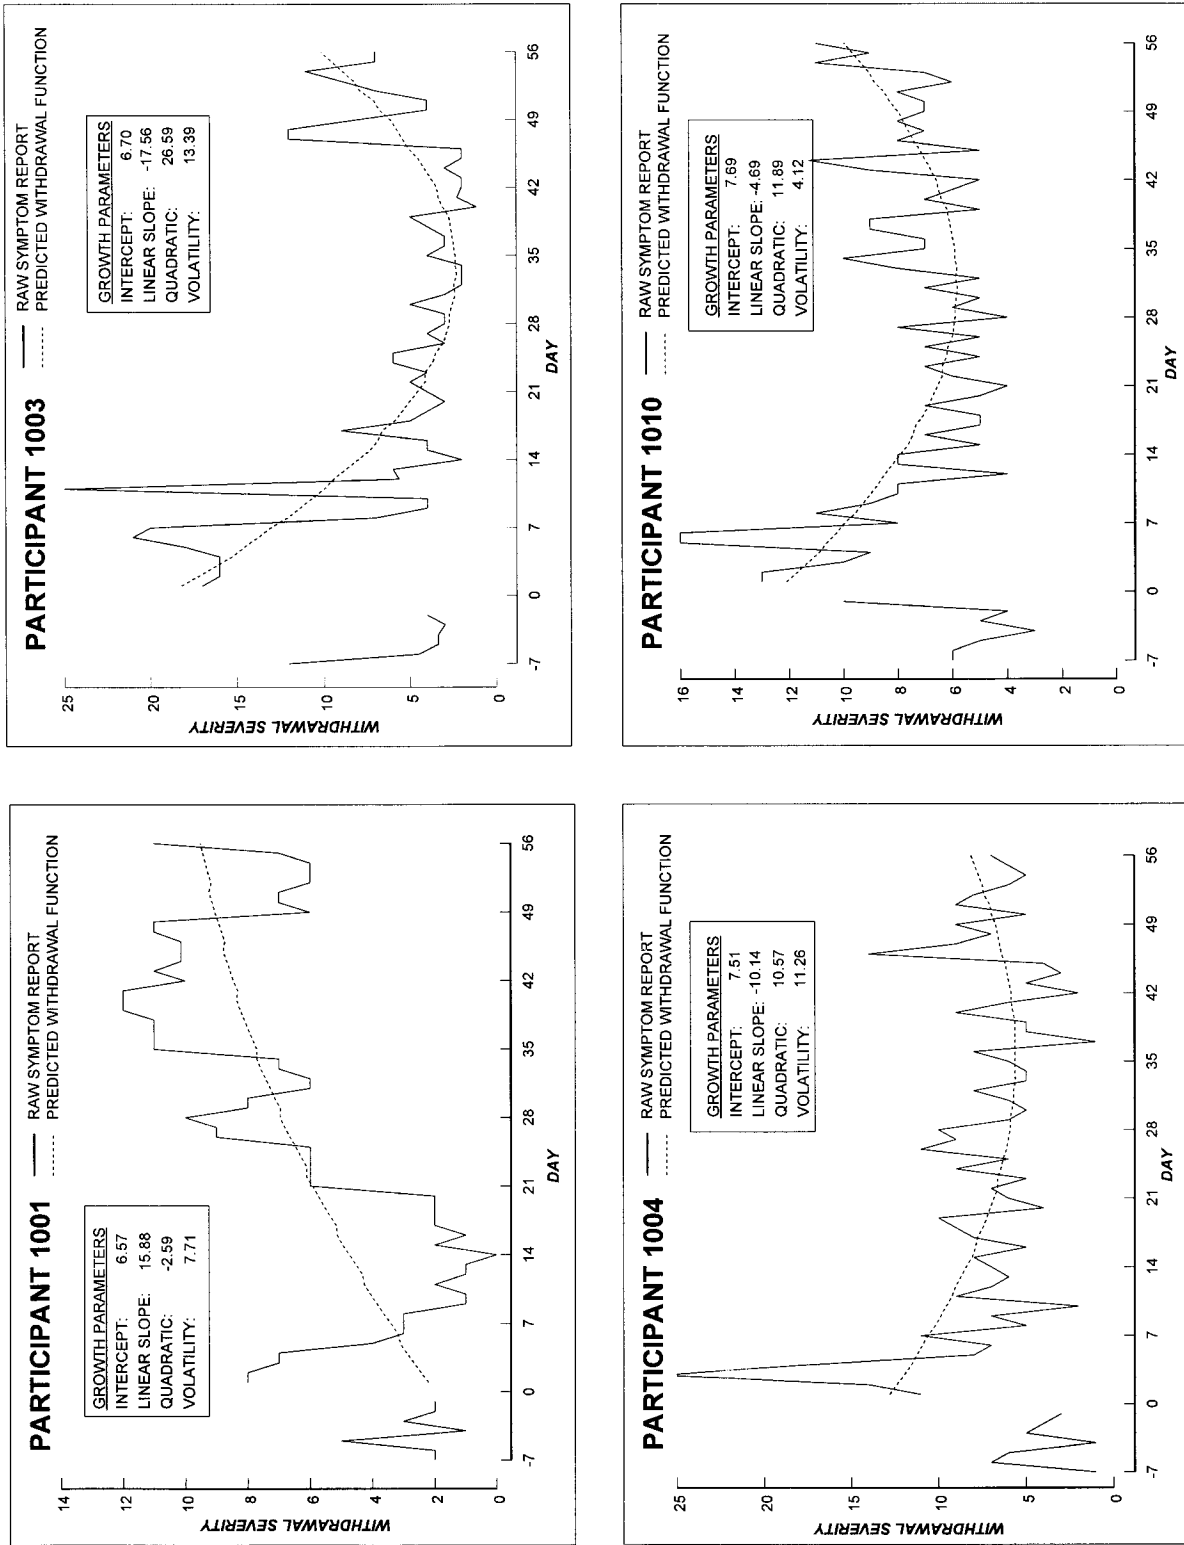 PARTICIPANT 1001
RAW SYMPTOM REPORT
PREDICTED WITHDRAWAL FUNCTION
GROWTH PARAMETERS
INTERCEPT: 6.57
LINEAR SLOPE: 15.88
QUADRATIC: -2.59
VOLATILITY: 7.71
WITHDRAWAL SEVERITY
14
12
10
8
6
4
2
0
-7 0 7 14 21 28 35 42 49 56
DAY
PARTICIPANT 1003
RAW SYMPTOM REPORT
PREDICTED WITHDRAWAL FUNCTION
GROWTH PARAMETERS
INTERCEPT: 6.70
LINEAR SLOPE: -17.56
QUADRATIC: 26.59
VOLATILITY: 13.39
WITHDRAWAL SEVERITY
25
20
15
10
5
0
-7 0 7 14 21 28 35 42 49 56
DAY
PARTICIPANT 1004
RAW SYMPTOM REPORT
PREDICTED WITHDRAWAL FUNCTION
GROWTH PARAMETERS
INTERCEPT: 7.51
LINEAR SLOPE: -10.14
QUADRATIC: 10.57
VOLATILITY: 11.26
WITHDRAWAL SEVERITY
25
20
15
10
5
0
-7 0 7 14 21 28 35 42 49 56
DAY
PARTICIPANT 1010
RAW SYMPTOM REPORT
PREDICTED WITHDRAWAL FUNCTION
GROWTH PARAMETERS
INTERCEPT: 7.69
LINEAR SLOPE: -4.69
QUADRATIC: 11.89
VOLATILITY: 4.12
WITHDRAWAL SEVERITY
16
14
12
10
8
6
4
2
0
-7 0 7 14 21 28 35 42 49 56
DAY